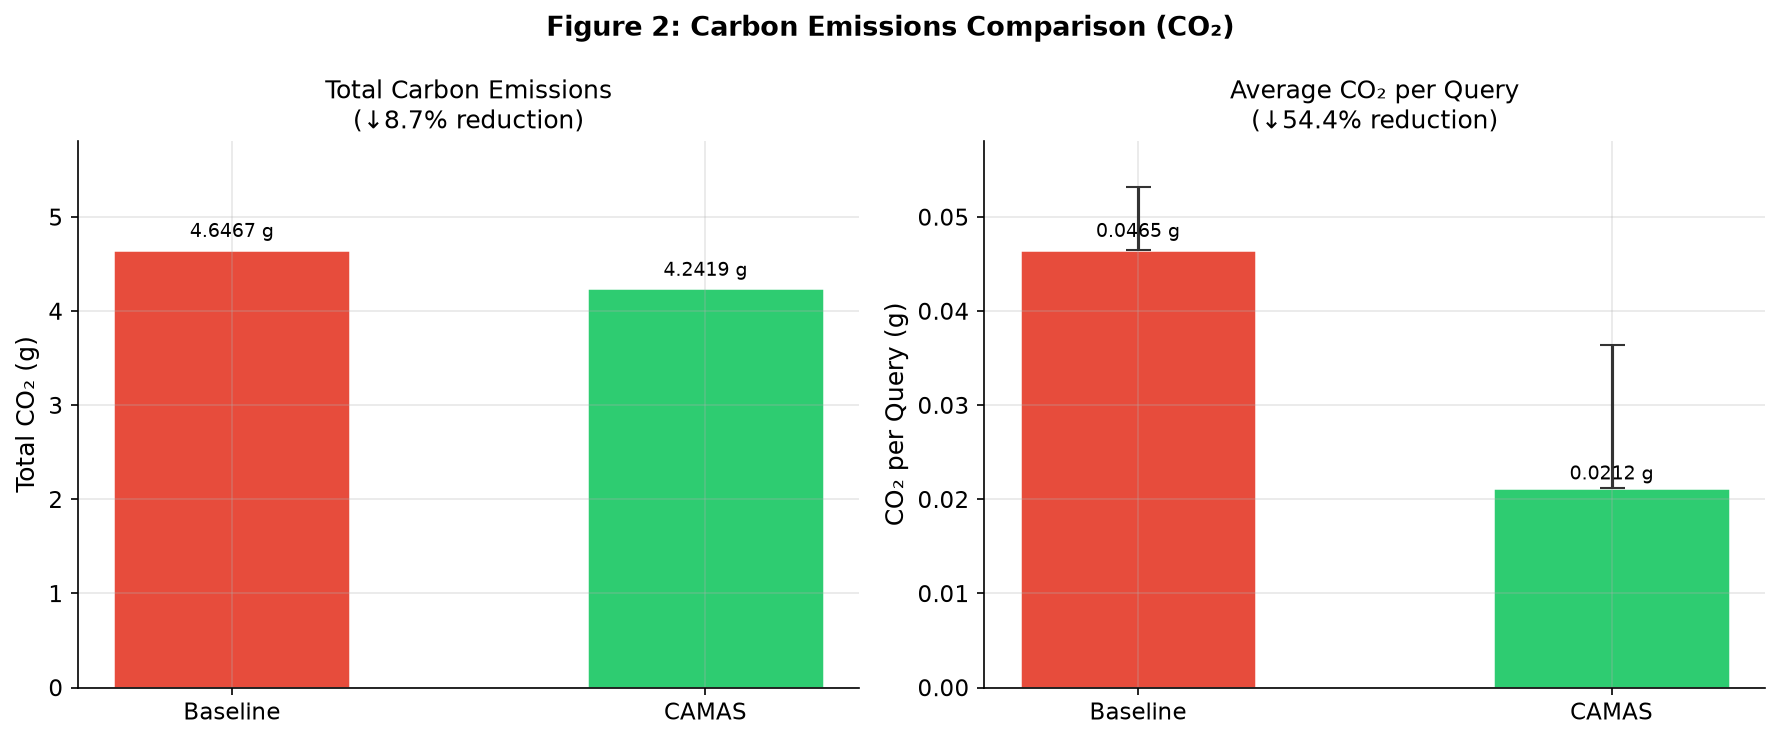 Figure 2: Carbon Emissions Comparison (CO₂)
Total Carbon Emissions
(↓8.7% reduction)
Total CO₂ (g)
5
4
3
2
1
0
4.6467 g
4.2419 g
Baseline
CAMAS
Average CO₂ per Query
(↓54.4% reduction)
CO₂ per Query (g)
0.05
0.04
0.03
0.02
0.01
0.00
0.0465 g
0.0212 g
Baseline
CAMAS